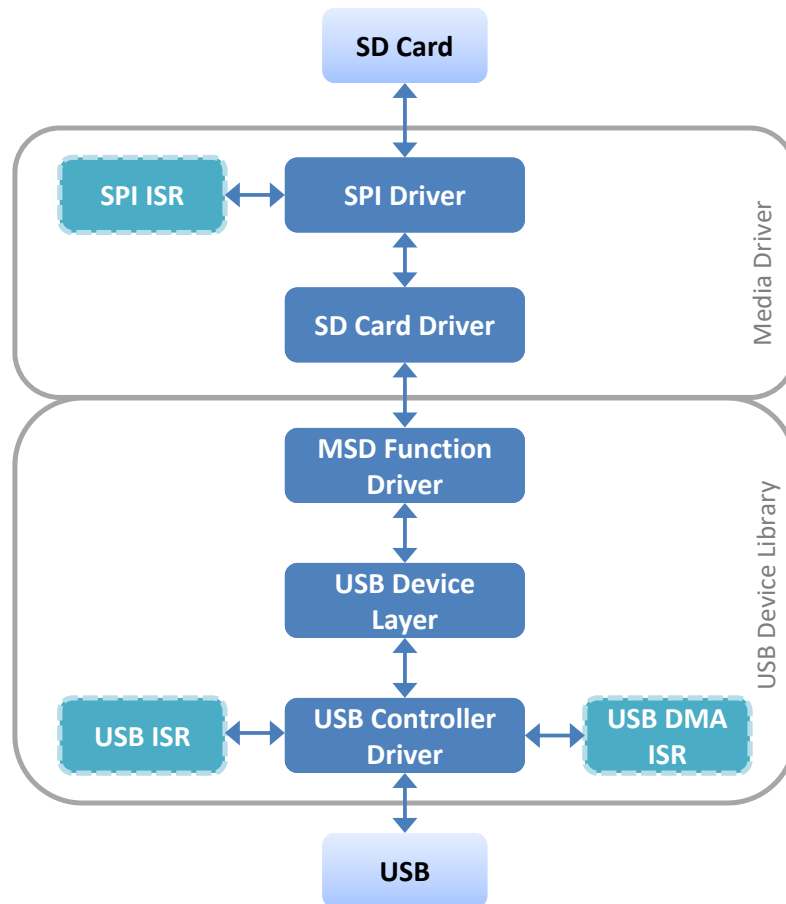 SD Card
SPI ISR
SPI Driver
SD Card Driver
Media Driver
MSD Function
Driver
USB Device
Layer
USB Device Library
USB ISR
USB Controller
Driver
USB DMA
ISR
USB